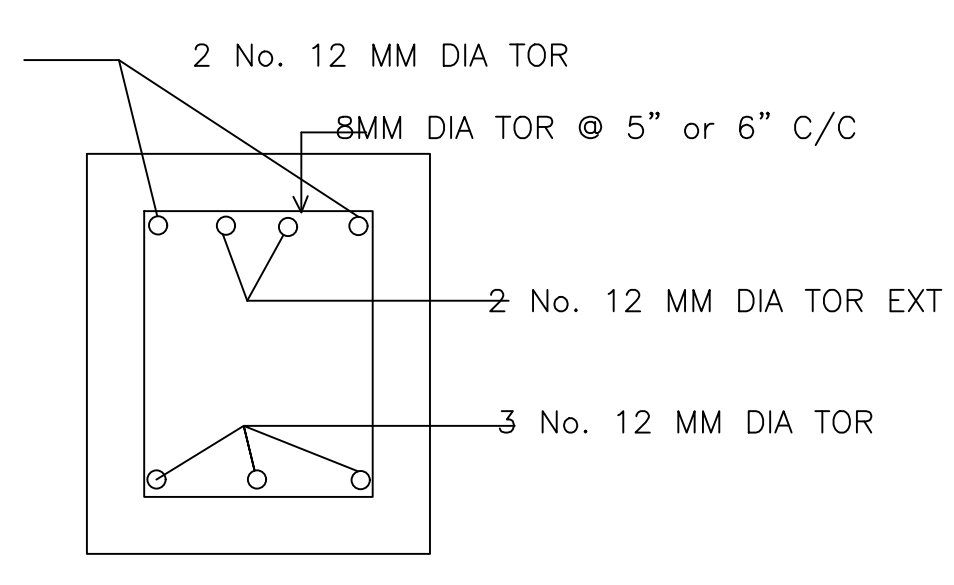 2 No. 12 MM DIA TOR
8MM DIA TOR @ 5” or 6” C/C
2 No. 12 MM DIA TOR EXT
3 No. 12 MM DIA TOR